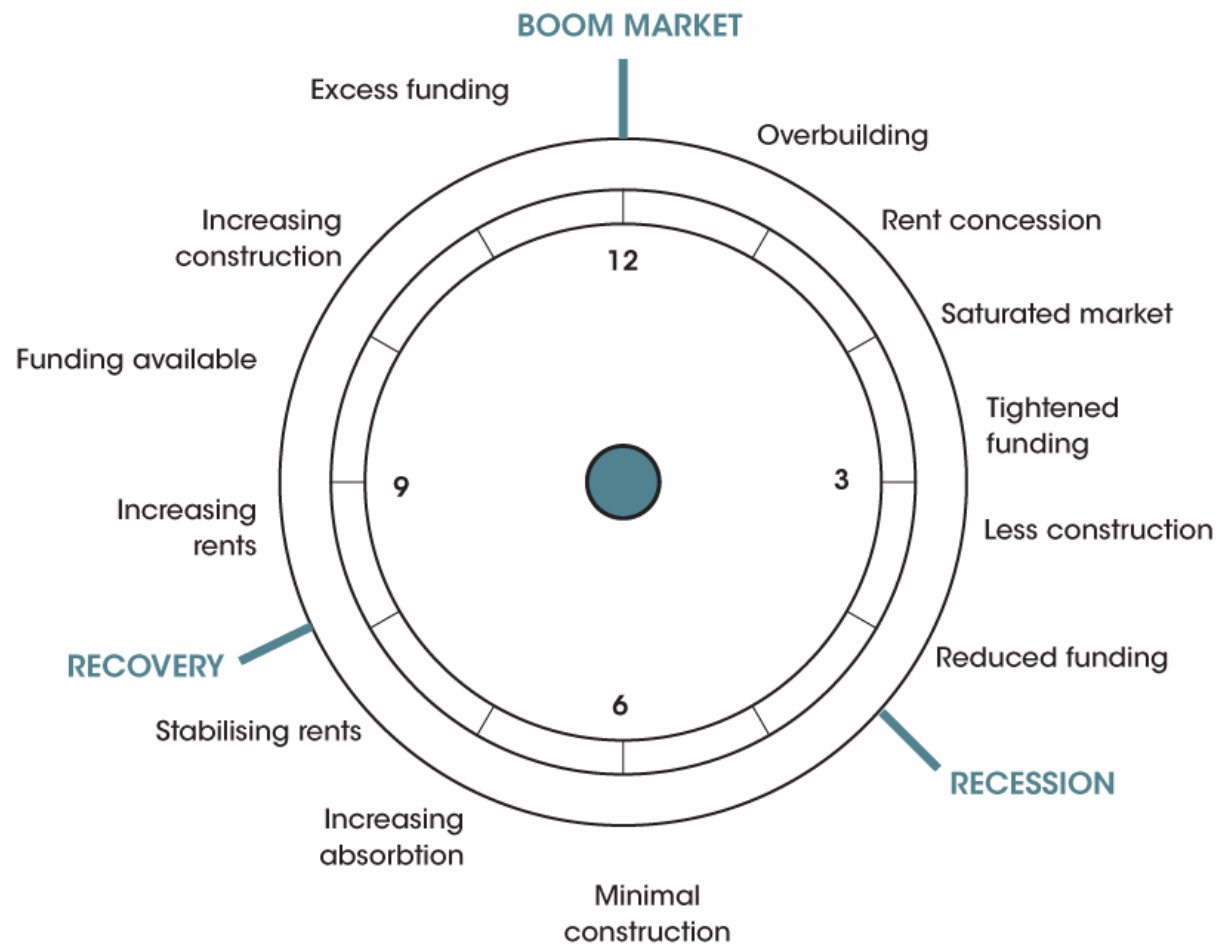 BOOM MARKET
Excess funding
Overbuilding
Increasing
construction
Rent concession
12
Saturated market
Funding available
Tightened
funding
9
3
Increasing
rents
Less construction
RECOVERY
Reduced funding
6
Stabilising rents
RECESSION
Increasing
absorbtion
Minimal
construction